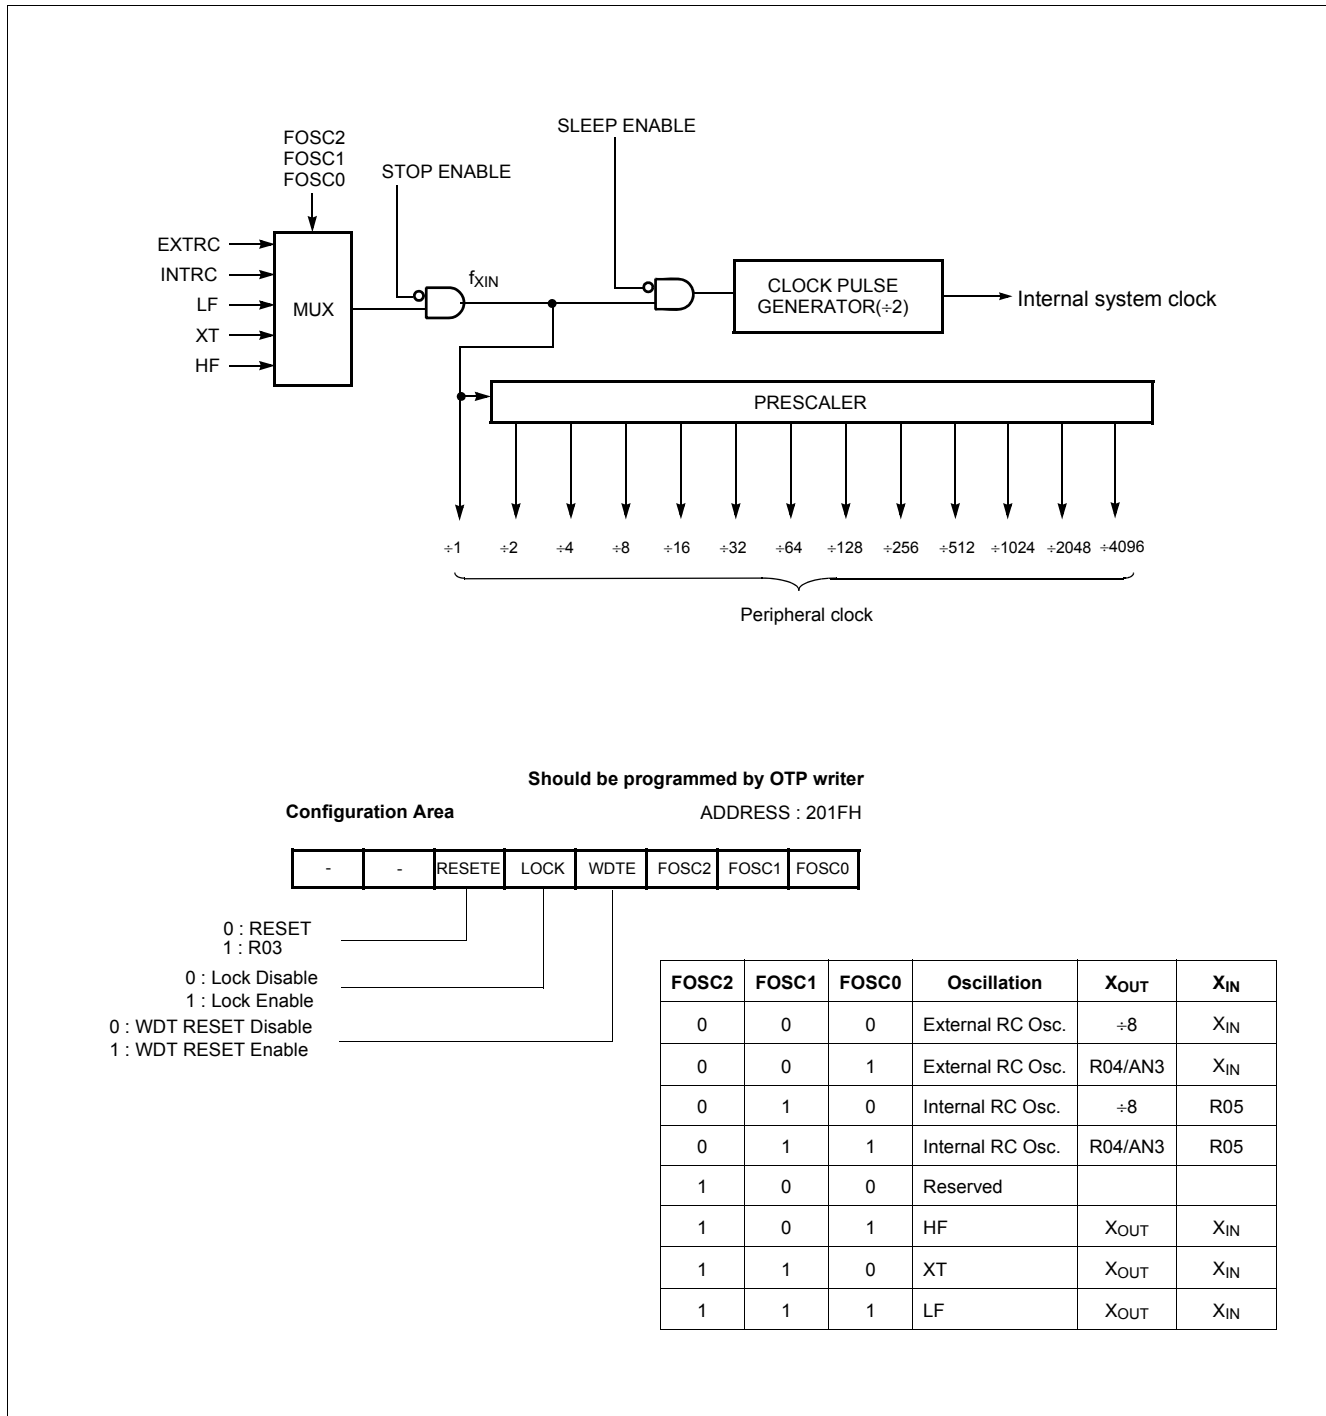 FOSC2
FOSC1
FOSC0
STOP ENABLE
SLEEP ENABLE
EXTRC
INTRC
LF
XT
HF
MUX
fXIN
CLOCK PULSE
GENERATOR(÷2)
Internal system clock
PRESCALER
÷1 ÷2 ÷4 ÷8 ÷16 ÷32 ÷64 ÷128 ÷256 ÷512 ÷1024 ÷2048 ÷4096
Peripheral clock
Should be programmed by OTP writer
Configuration Area ADDRESS : 201FH
- - RESETE LOCK WDTE FOSC2 FOSC1 FOSC0
0 : RESET
1 : R03
0 : Lock Disable
1 : Lock Enable
0 : WDT RESET Disable
1 : WDT RESET Enable
FOSC2 FOSC1 FOSC0 Oscillation XOUT XIN
0 0 0 External RC Osc. ÷8 XIN
0 0 1 External RC Osc. R04/AN3 XIN
0 1 0 Internal RC Osc. ÷8 R05
0 1 1 Internal RC Osc. R04/AN3 R05
1 0 0 Reserved
1 0 1 HF XOUT XIN
1 1 0 XT XOUT XIN
1 1 1 LF XOUT XIN